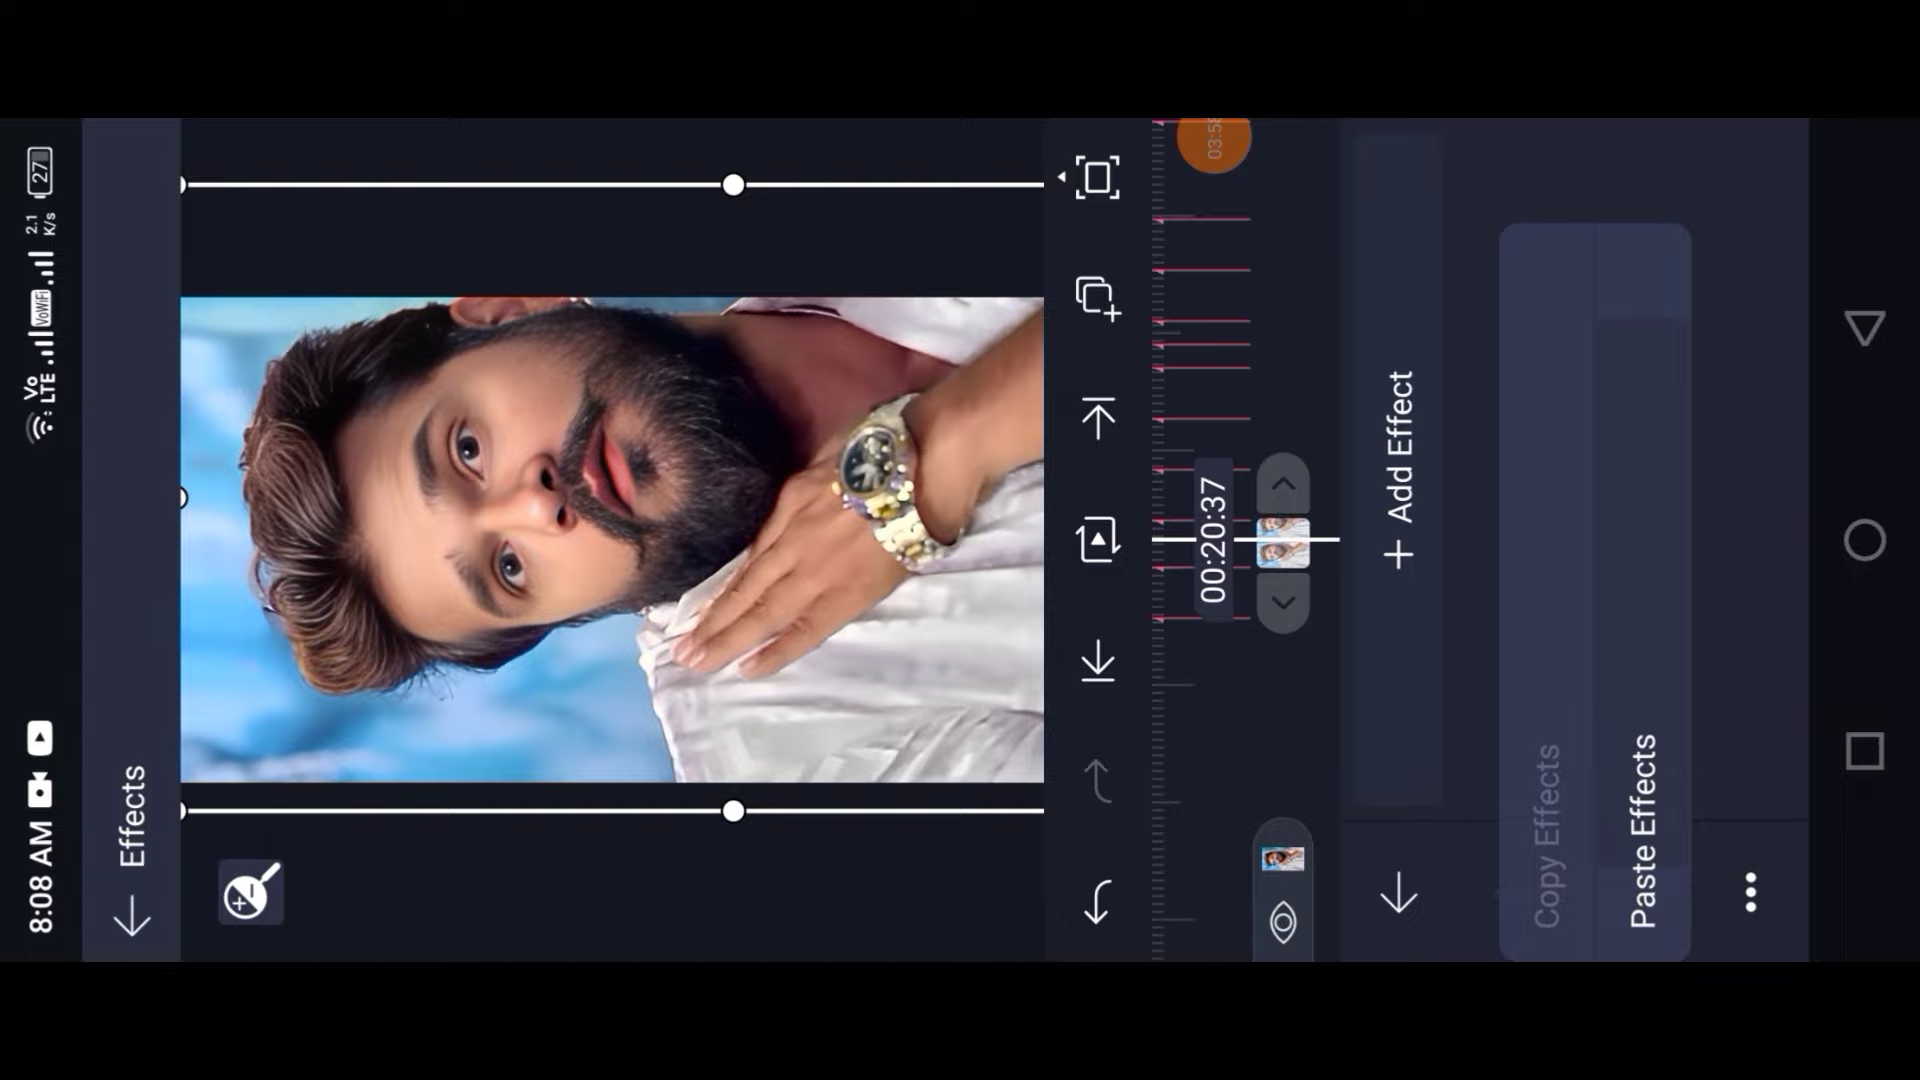 8:08 AM
Vo
LTE
VoWiFi
2.1
K/s
27
Effects
03:58
00:20:37
+ Add Effect
Copy Effects
Paste Effects